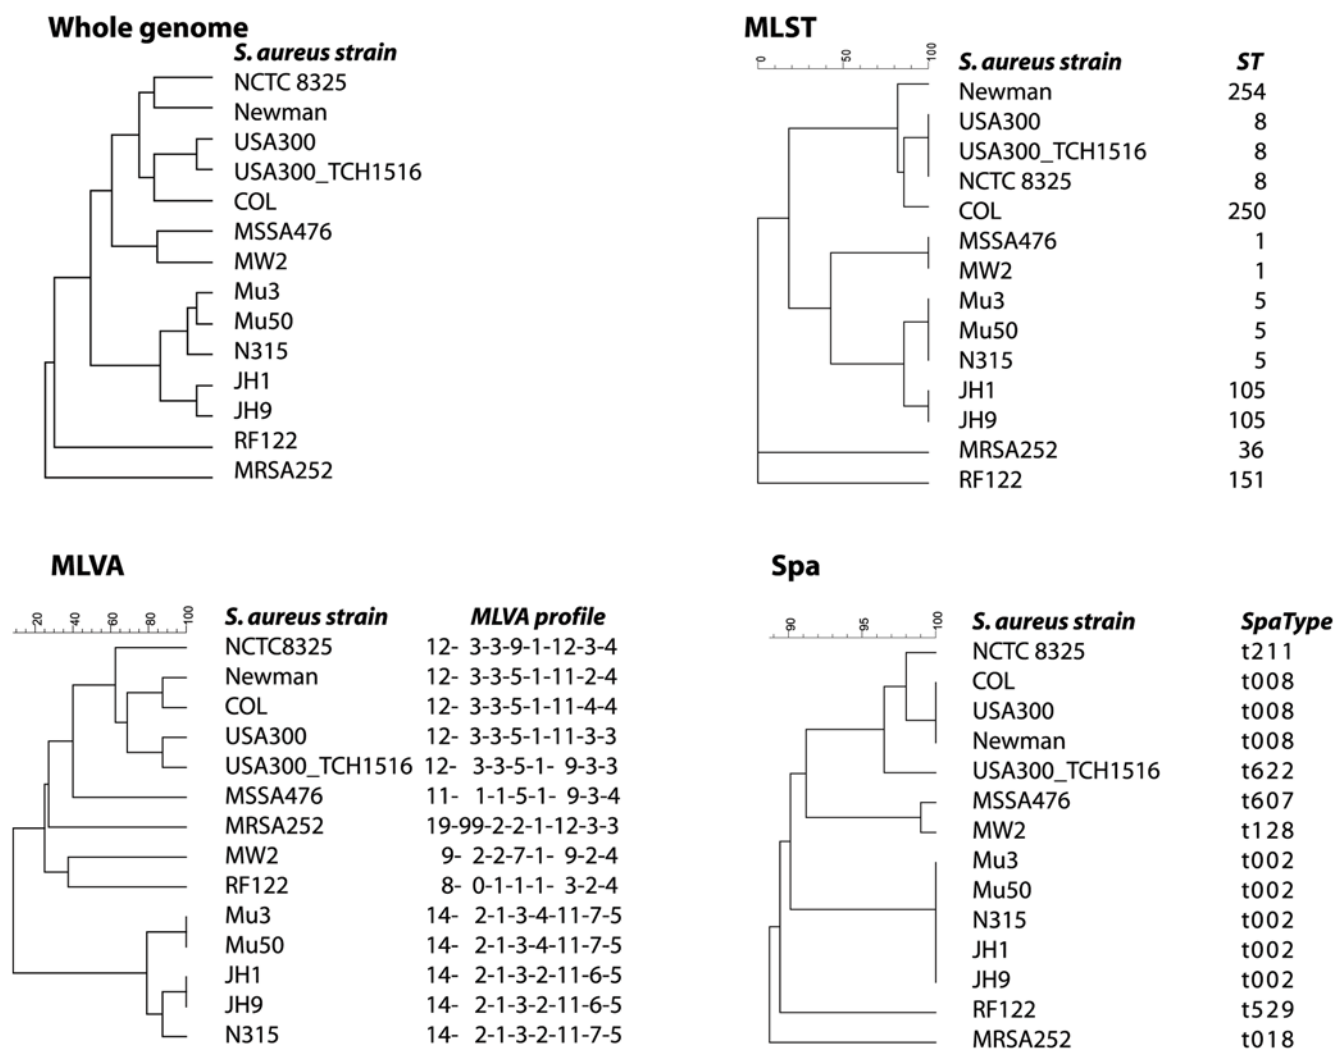 Whole genome
S. aureus strain
NCTC 8325
Newman
USA300
USA300_TCH1516
COL
MSSA476
MW2
Mu3
Mu50
N315
JH1
JH9
RF122
MRSA252
MLST
0 50 100
S. aureus strain ST
Newman 254
USA300 8
USA300_TCH1516 8
NCTC 8325 8
COL 250
MSSA476 1
MW2 1
Mu3 5
Mu50 5
N315 5
JH1 105
JH9 105
MRSA252 36
RF122 151
MLVA
20 40 60 80 100
S. aureus strain MLVA profile
NCTC8325 12- 3-3-9-1-12-3-4
Newman 12- 3-3-5-1-11-2-4
COL 12- 3-3-5-1-11-4-4
USA300 12- 3-3-5-1-11-3-3
USA300_TCH1516 12- 3-3-5-1- 9-3-3
MSSA476 11- 1-1-5-1- 9-3-4
MRSA252 19-99-2-2-1-12-3-3
MW2 9- 2-2-7-1- 9-2-4
RF122 8- 0-1-1-1- 3-2-4
Mu3 14- 2-1-3-4-11-7-5
Mu50 14- 2-1-3-4-11-7-5
JH1 14- 2-1-3-2-11-6-5
JH9 14- 2-1-3-2-11-6-5
N315 14- 2-1-3-2-11-7-5
Spa
90 95 100
S. aureus strain SpaType
NCTC 8325 t211
COL t008
USA300 t008
Newman t008
USA300_TCH1516 t622
MSSA476 t607
MW2 t128
Mu3 t002
Mu50 t002
N315 t002
JH1 t002
JH9 t002
RF122 t529
MRSA252 t018